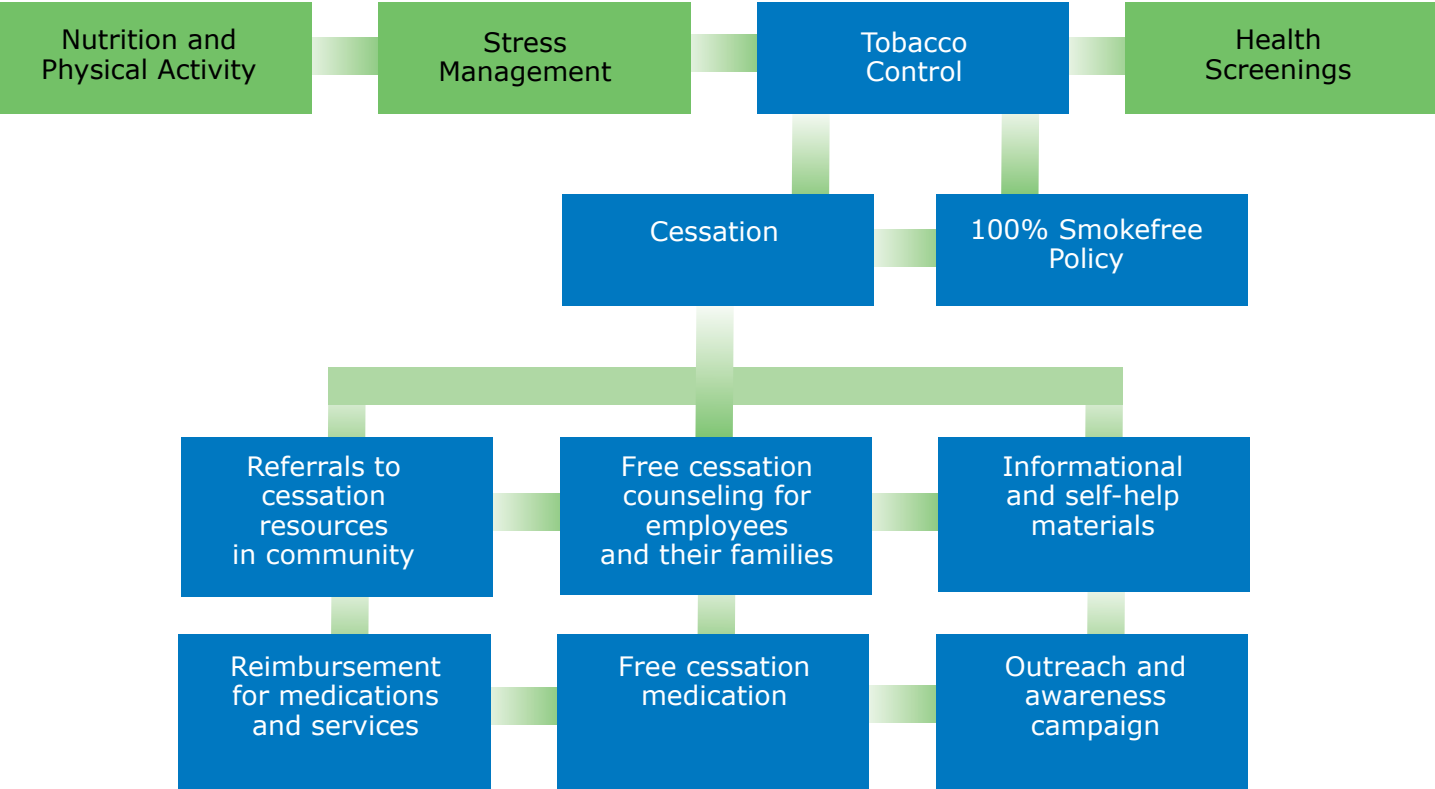 Nutrition and
Physical Activity
Stress
Management
Tobacco
Control
Health
Screenings
Cessation
100% Smokefree
Policy
Referrals to
cessation
resources
in community
Free cessation
counseling for
employees
and their families
Informational
and self-help
materials
Reimbursement
for medications
and services
Free cessation
medication
Outreach and
awareness
campaign